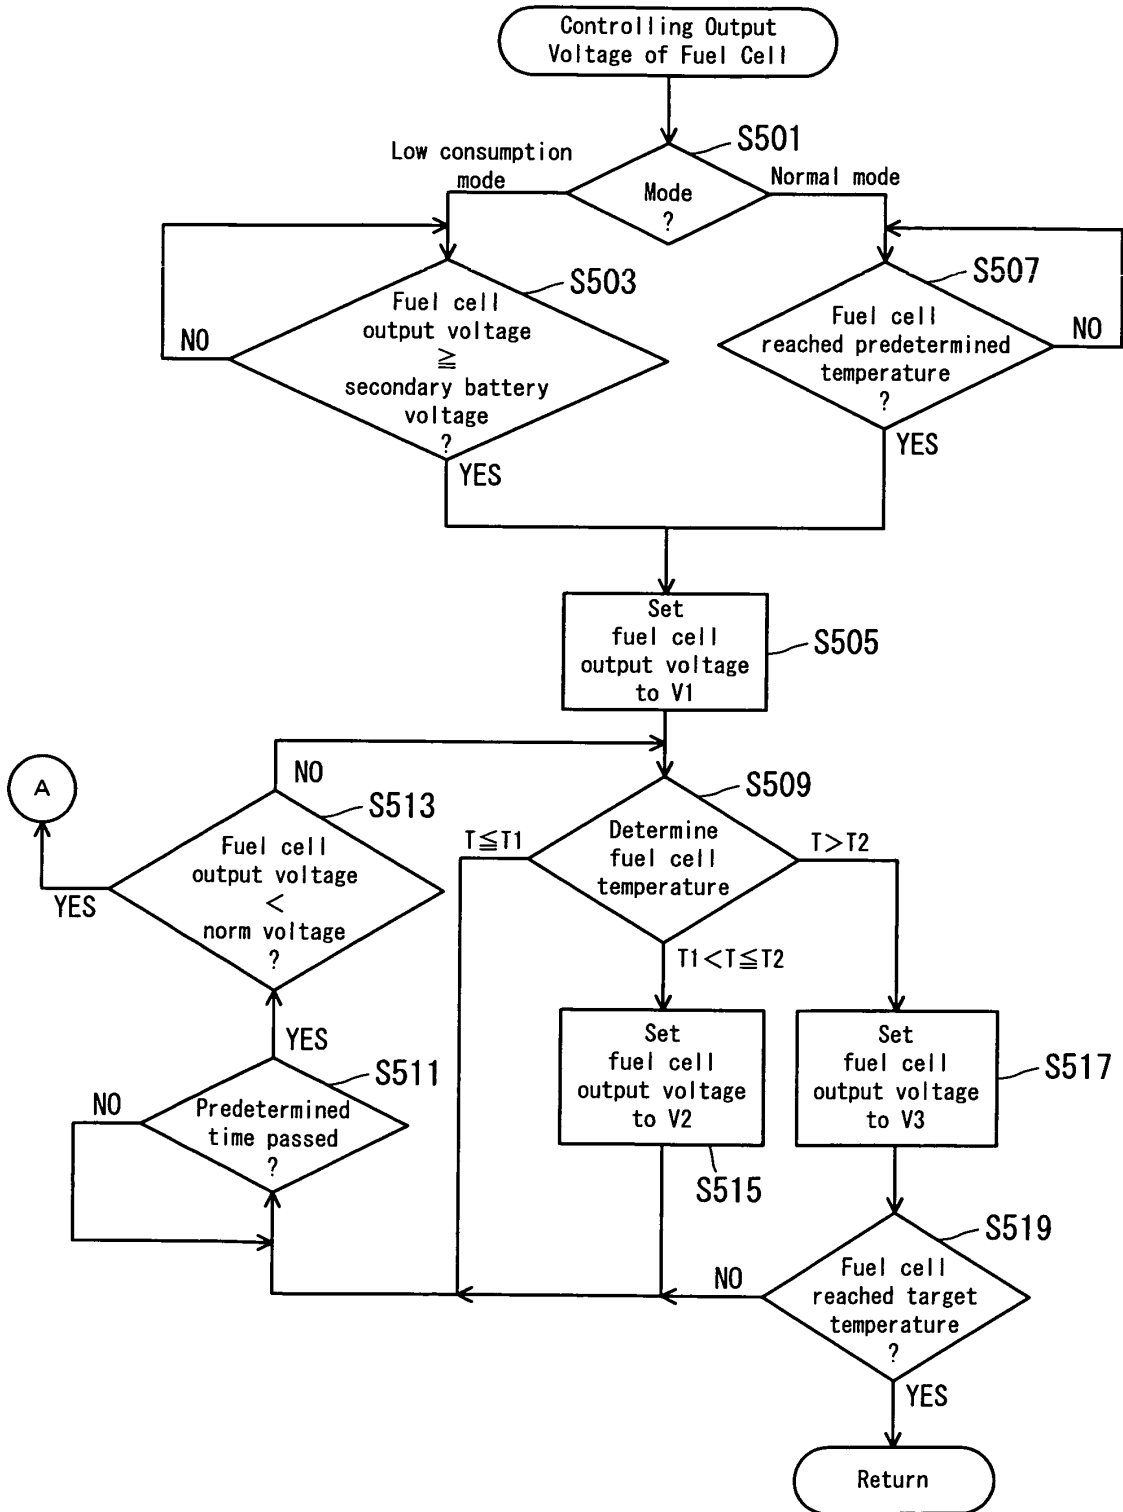 Controlling Output
Voltage of Fuel Cell
S501
Low consumption
mode
Normal mode
Mode
?
S503
S507
Fuel cell
output voltage
≧
secondary battery
voltage
?
NO
YES
Fuel cell
reached predetermined
temperature
?
NO
YES
Set
fuel cell
output voltage
to V1
S505
A
NO
S513
S509
Fuel cell
output voltage
<
norm voltage
?
YES
T≦T1
Determine
fuel cell
temperature
T>T2
T1<T≦T2
YES
S511
NO
Predetermined
time passed
?
Set
fuel cell
output voltage
to V2
S515
Set
fuel cell
output voltage
to V3
S517
S519
NO
Fuel cell
reached target
temperature
?
YES
Return